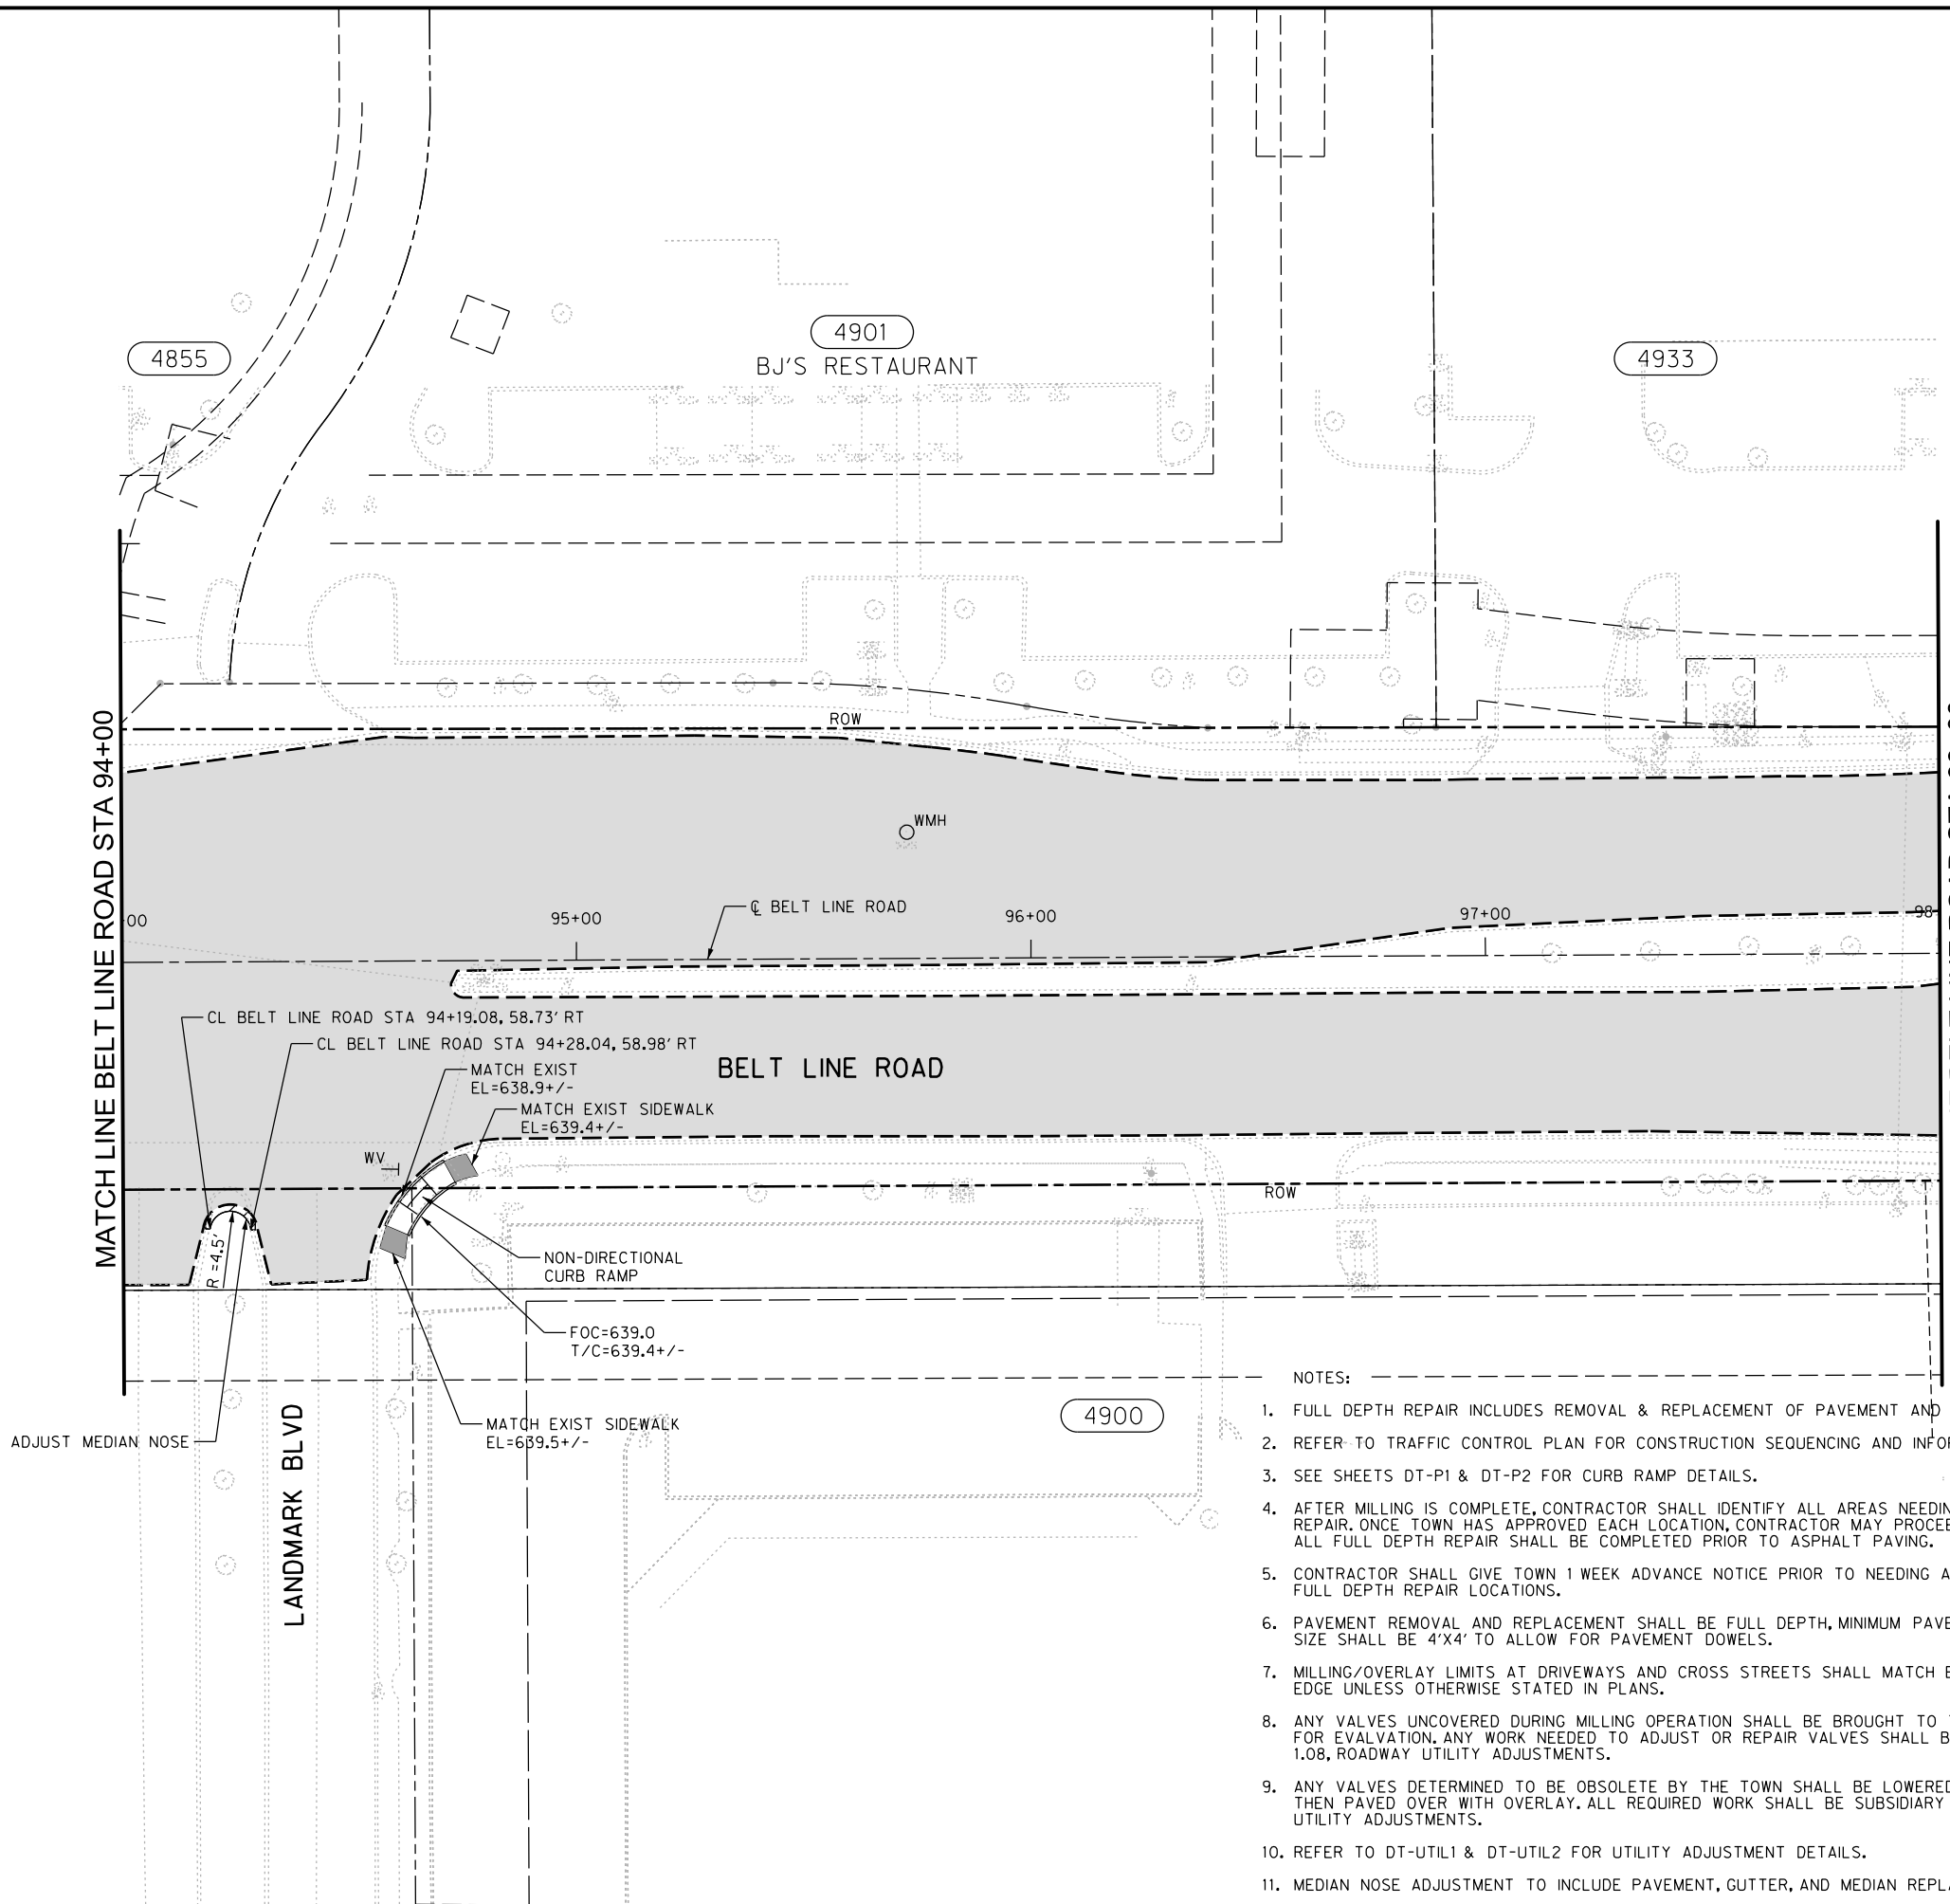 4855
4901
BJ'S RESTAURANT
4933
ROW
MATCH LINE BELT LINE ROAD STA 94+00
WMH
00
95+00
℄ BELT LINE ROAD
96+00
97+00
98
CL BELT LINE ROAD STA 94+19.08, 58.73' RT
CL BELT LINE ROAD STA 94+28.04, 58.98' RT
BELT LINE ROAD
MATCH EXIST
EL=638.9+/-
MATCH EXIST SIDEWALK
EL=639.4+/-
WV
ROW
R =4.5'
NON-DIRECTIONAL
CURB RAMP
FOC=639.0
T/C=639.4+/-
MATCH EXIST SIDEWALK
EL=639.5+/-
ADJUST MEDIAN NOSE
LANDMARK BLVD
4900
NOTES:
1. FULL DEPTH REPAIR INCLUDES REMOVAL & REPLACEMENT OF PAVEMENT AND
2. REFER TO TRAFFIC CONTROL PLAN FOR CONSTRUCTION SEQUENCING AND
3. SEE SHEETS DT-P1 & DT-P2 FOR CURB RAMP DETAILS.
4. AFTER MILLING IS COMPLETE, CONTRACTOR SHALL IDENTIFY ALL AREAS
REPAIR. ONCE TOWN HAS APPROVED EACH LOCATION, CONTRACTOR MAY
ALL FULL DEPTH REPAIR SHALL BE COMPLETED PRIOR TO ASPHALT PAVING.
5. CONTRACTOR SHALL GIVE TOWN 1 WEEK ADVANCE NOTICE PRIOR TO NEEDING
FULL DEPTH REPAIR LOCATIONS.
6. PAVEMENT REMOVAL AND REPLACEMENT SHALL BE FULL DEPTH, MINIMUM
SIZE SHALL BE 4'X4' TO ALLOW FOR PAVEMENT DOWELS.
7. MILLING/OVERLAY LIMITS AT DRIVEWAYS AND CROSS STREETS SHALL MATCH
EDGE UNLESS OTHERWISE STATED IN PLANS.
8. ANY VALVES UNCOVERED DURING MILLING OPERATION SHALL BE BROUGHT TO
FOR EVALVATION. ANY WORK NEEDED TO ADJUST OR REPAIR VALVES SHALL
1.08, ROADWAY UTILITY ADJUSTMENTS.
9. ANY VALVES DETERMINED TO BE OBSOLETE BY THE TOWN SHALL BE LOWERED
THEN PAVED OVER WITH OVERLAY. ALL REQUIRED WORK SHALL BE SUBSIDIARY
UTILITY ADJUSTMENTS.
10. REFER TO DT-UTIL1 & DT-UTIL2 FOR UTILITY ADJUSTMENT DETAILS.
11. MEDIAN NOSE ADJUSTMENT TO INCLUDE PAVEMENT, GUTTER, AND MEDIAN